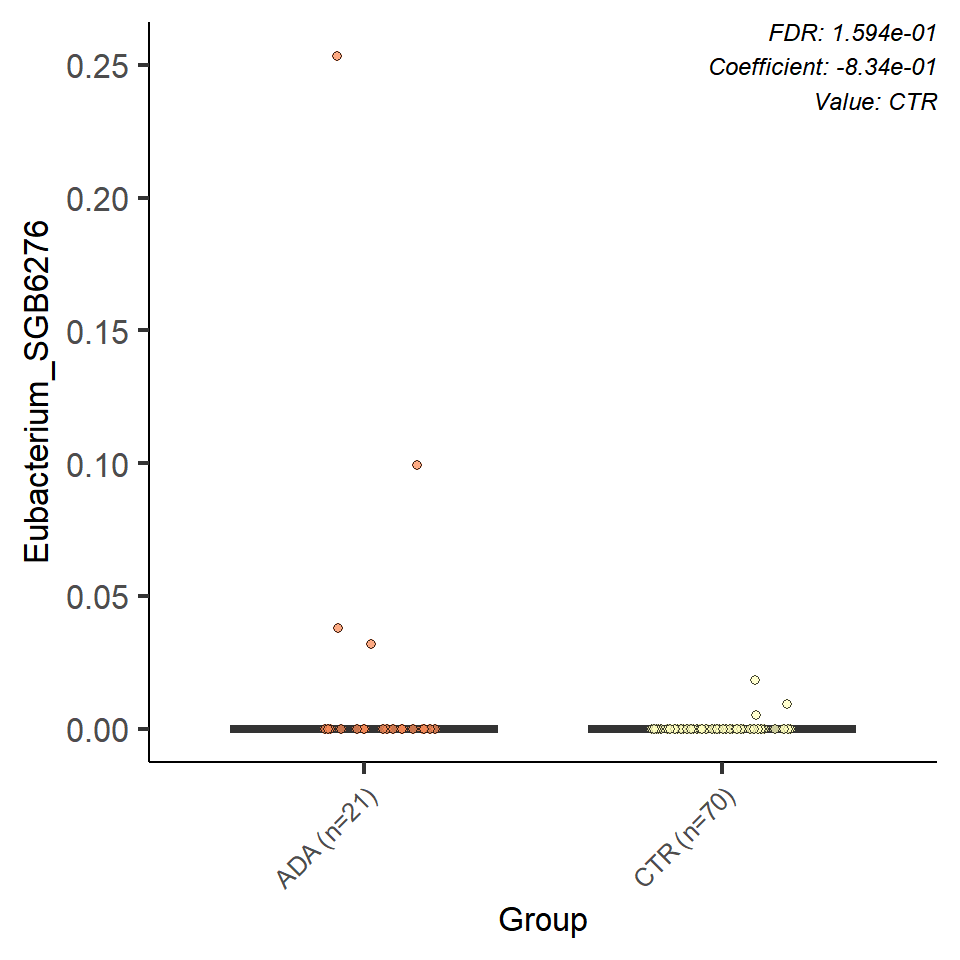 FDR: 1.594e-01
Coefficient: -8.34e-01
Value: CTR
0.25
0.20
0.15
0.10
0.05
0.00
Eubacterium_SGB6276
ADA (n=21)
CTR (n=70)
Group